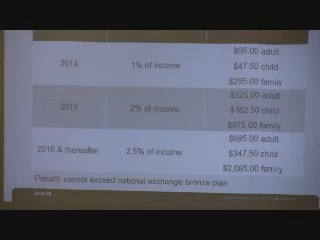 $95.00 adult
2014 1% of income $47.50 child
$295.00 family
$325.00 adult
2015 2% of income $162.50 child
$975.00 family
$695.00 adult
2016 & thereafter 2.5% of income $347.50 child
$2,085.00 family
Penalty cannot exceed national exchange bronze plan